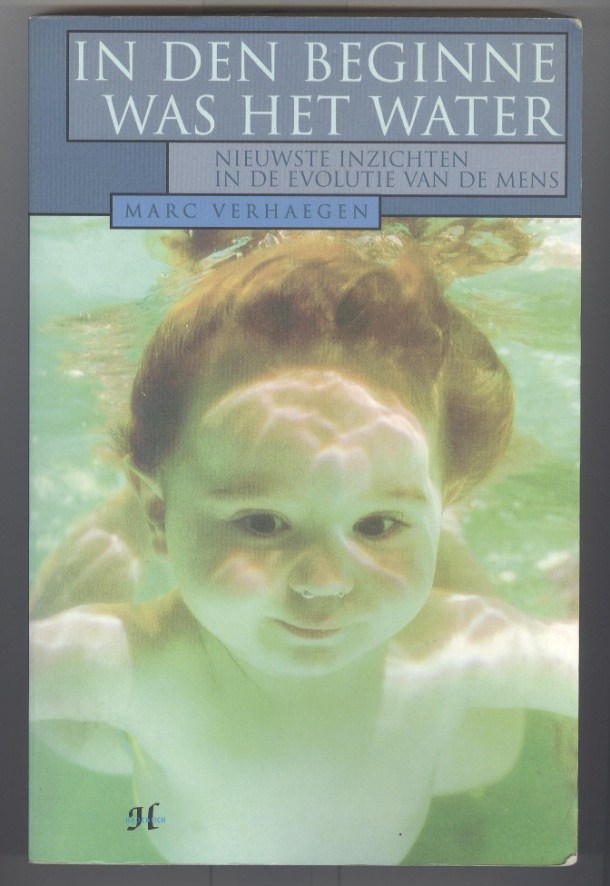 IN DEN BEGINNE
WAS HET WATER
NIEUWSTE INZICHTEN
IN DE EVOLUTIE VAN DE MENS
MARC VERHAEGEN
H